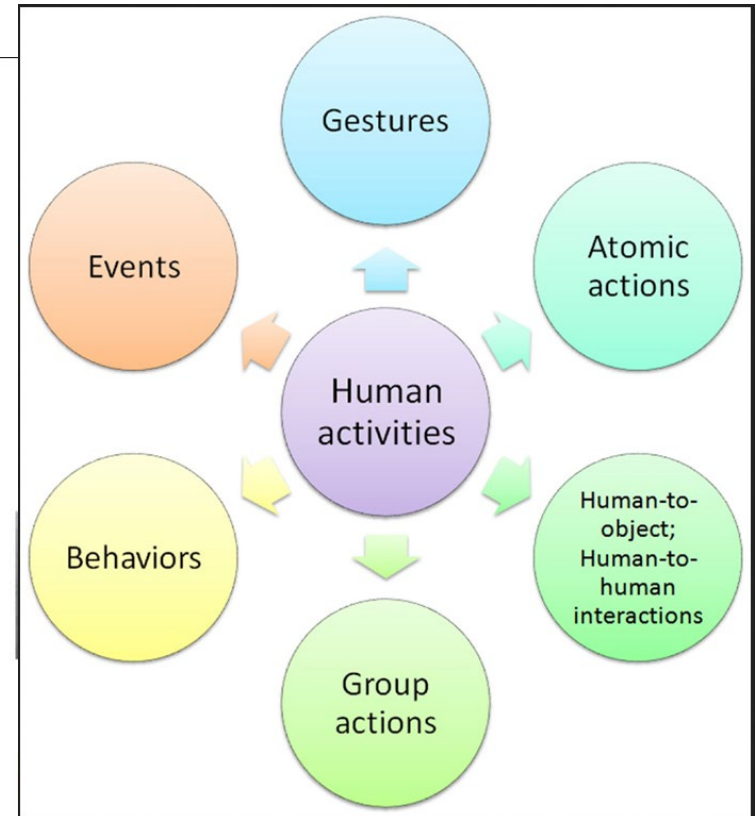 Gestures
Atomic
actions
Human-to-
object;
Human-to-
human
interactions
Group
actions
Behaviors
Events
Human
activities